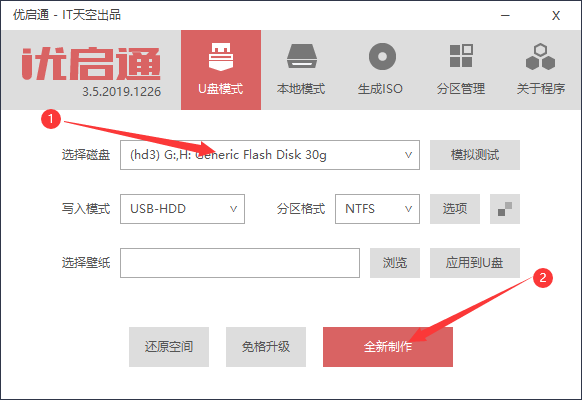 优启通 - IT天空出品
优启通
3.5.2019.1226
U盘模式
本地模式
生成ISO
分区管理
关于程序
1
选择磁盘 (hd3) G:,H: Generic Flash Disk 30g 模拟测试
写入模式 USB-HDD 分区格式 NTFS 选项
选择壁纸 浏览 应用到U盘
2
还原空间 免格升级 全新制作